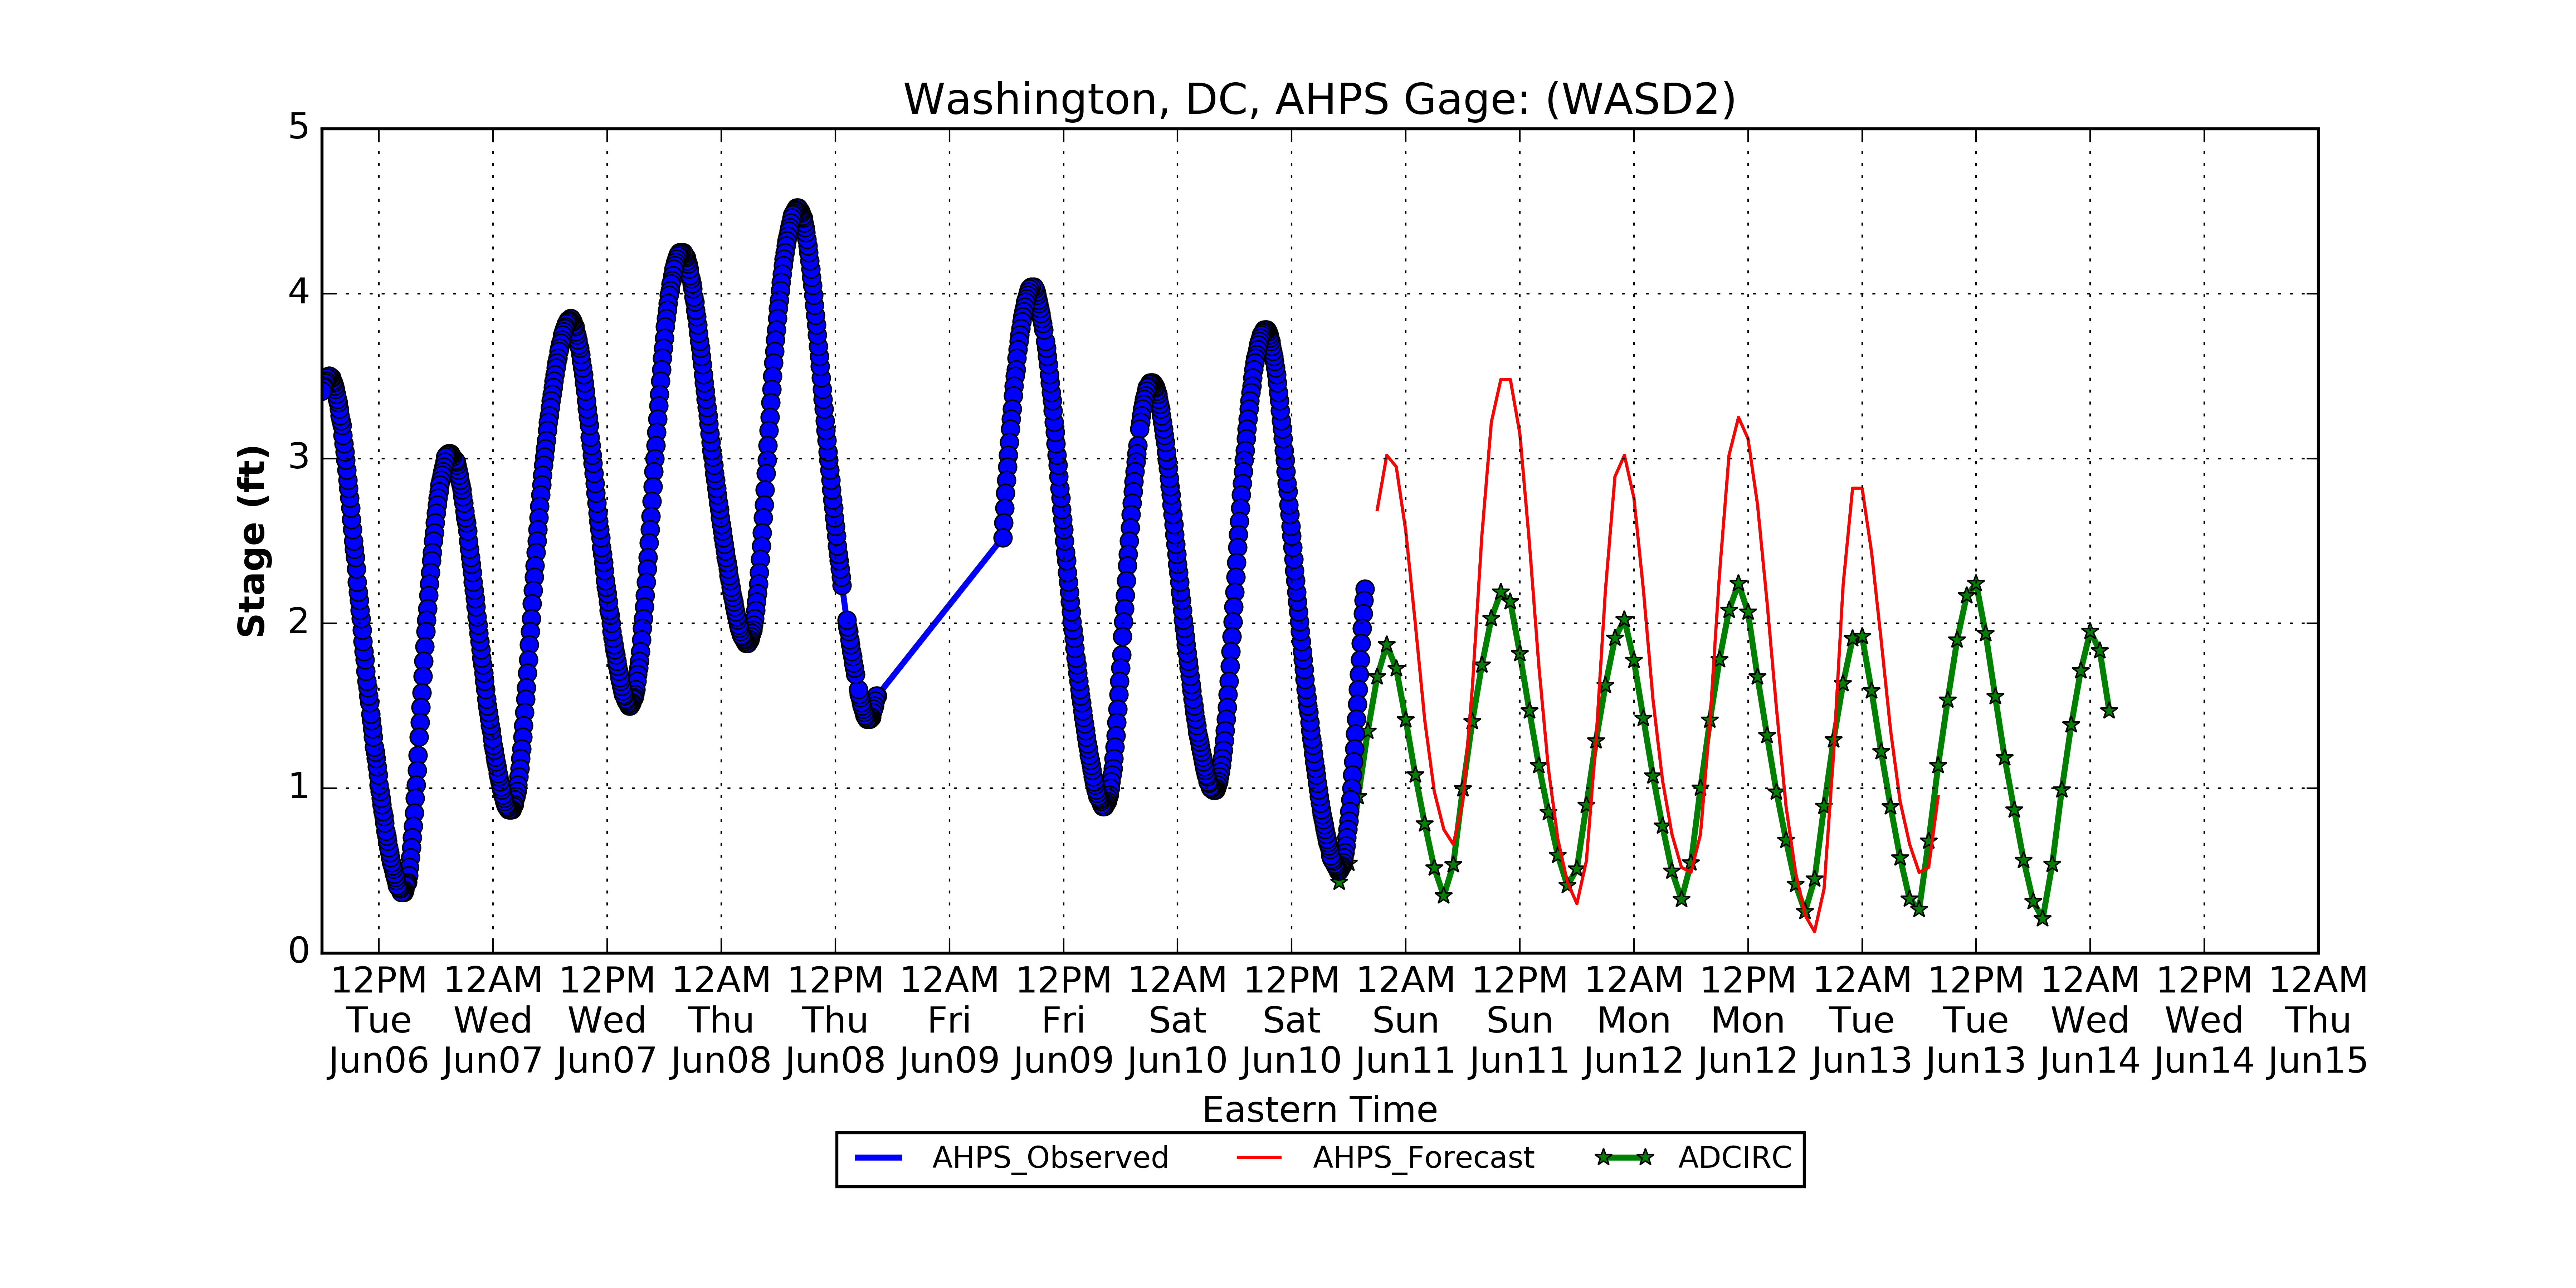 Washington, DC, AHPS Gage: (WASD2)
5
4
3
2
1
0
Stage (ft)
12PM 12AM 12PM 12AM 12PM 12AM 12PM 12AM 12PM 12AM 12PM 12AM 12PM 12AM 12PM 12AM 12PM 12AM
Tue Wed Wed Thu Thu Fri Fri Sat Sat Sun Sun Mon Mon Tue Tue Wed Wed Thu
Jun06 Jun07 Jun07 Jun08 Jun08 Jun09 Jun09 Jun10 Jun10 Jun11 Jun11 Jun12 Jun12 Jun13 Jun13 Jun14 Jun14 Jun15
Eastern Time
AHPS_Observed AHPS_Forecast ADCIRC